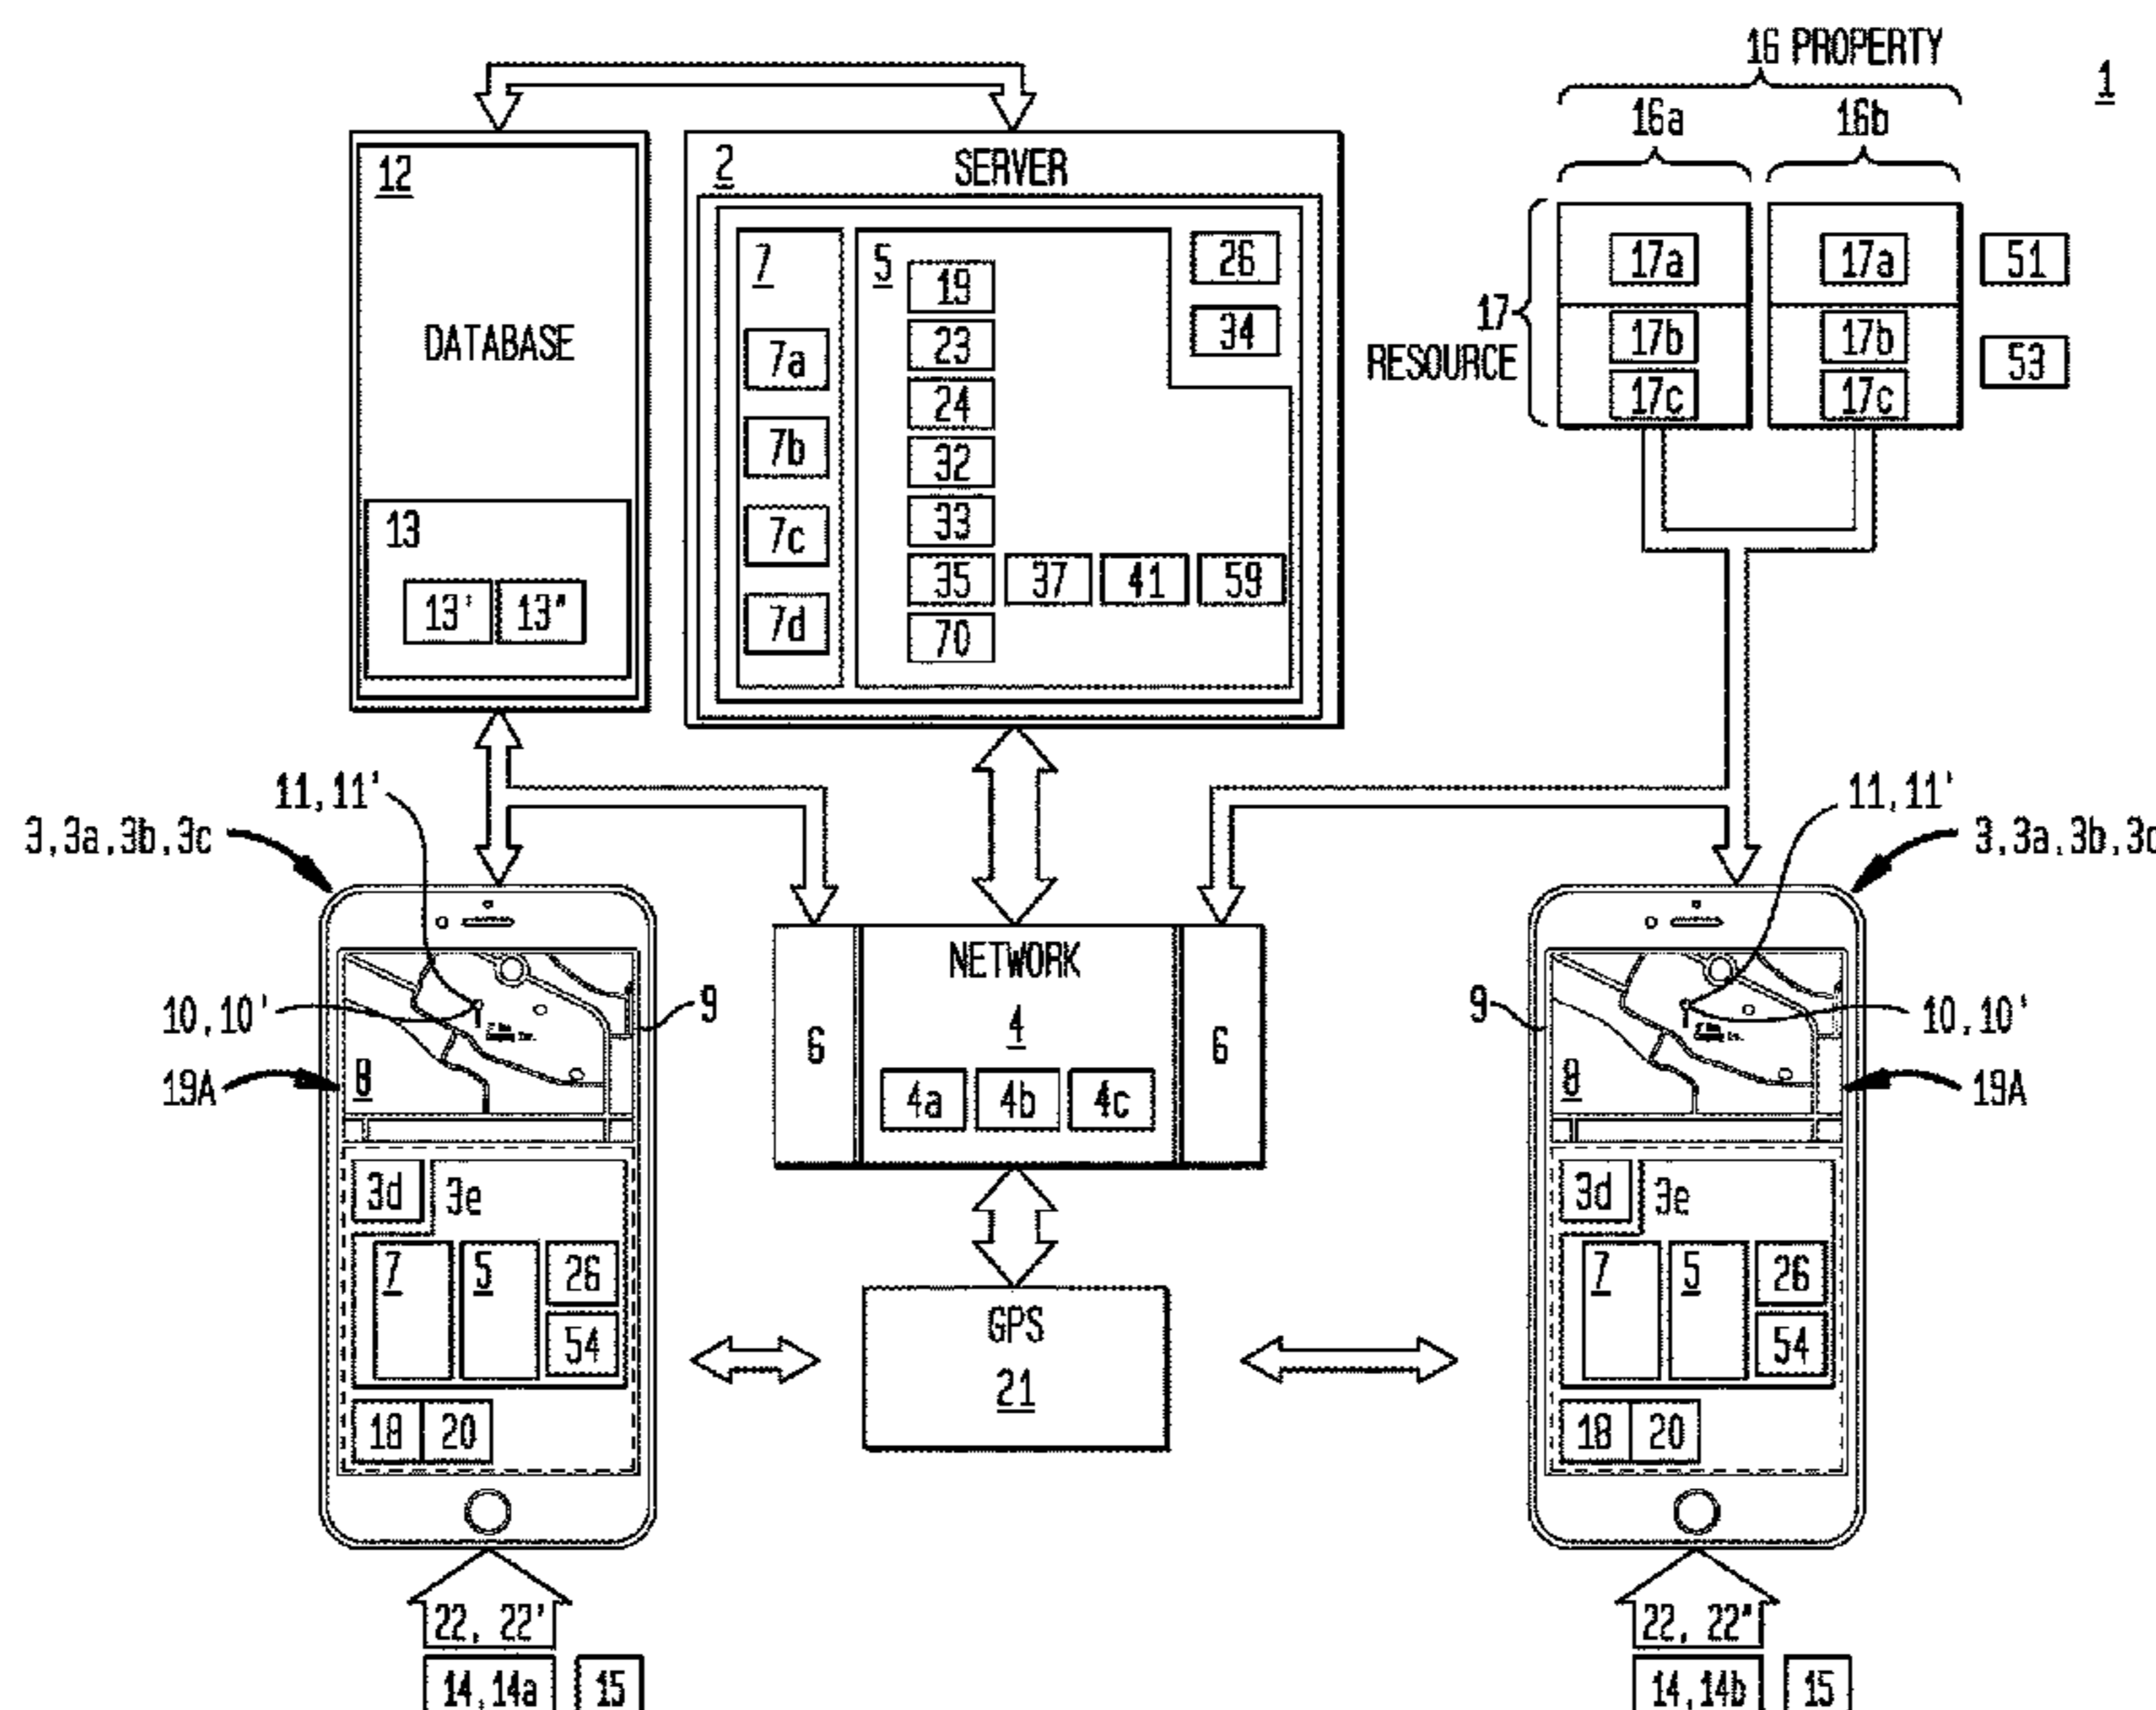 16 PROPERTY
1
16a
16b
12
2
SERVER
DATABASE
7
5
26
34
19
23
24
32
33
35
37
41
59
70
7a
7b
7c
7d
13
13'
13"
17
RESOURCE
17a
17b
17c
17a
17b
17c
51
53
11,11'
3,3a,3b,3c
10,10'
19A
9
8
3d
3e
7
5
26
54
18
20
22, 22'
14,14a
15
6
NETWORK
4
4a
4b
4c
6
GPS
21
11,11'
3,3a,3b,3c
9
10,10'
19A
8
3d
3e
7
5
26
54
18
20
22, 22"
14,14b
15